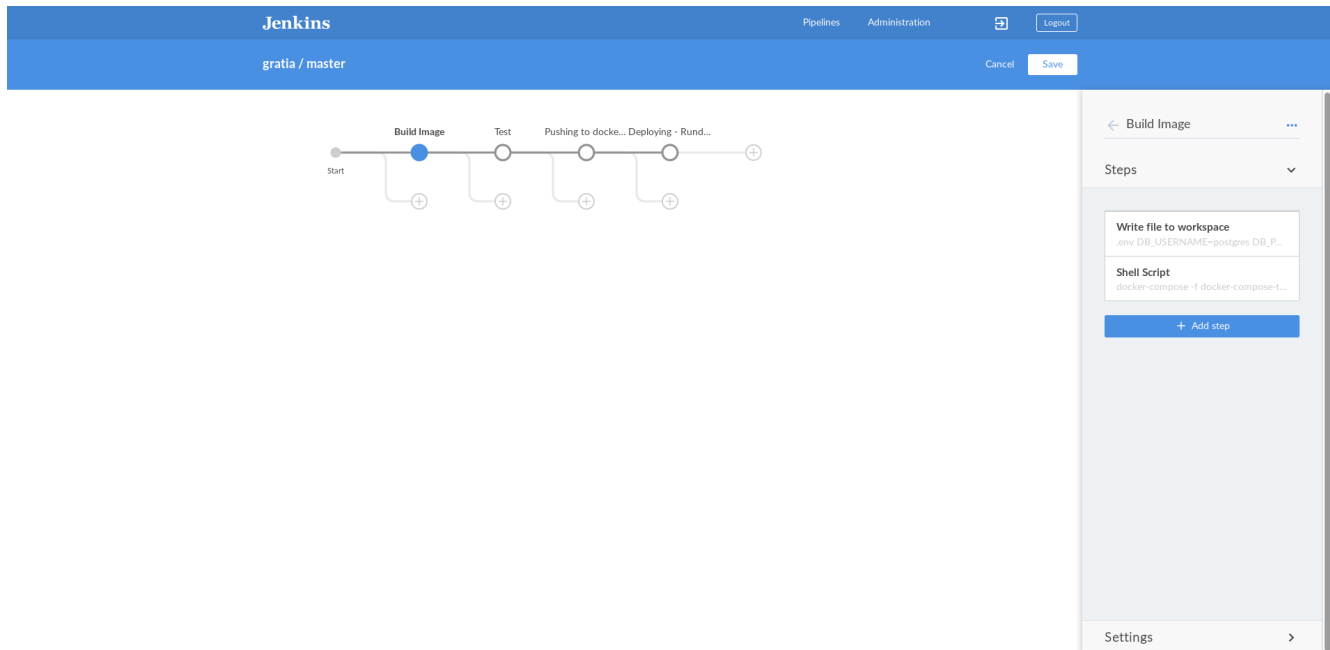 Jenkins
Pipelines
Administration
Logout
gratia / master
Cancel
Save
Build Image
Test
Pushing to docke...
Deploying - Rund...
Start
Build Image
Steps
Write file to workspace
.env DB_USERNAME=postgres DB_P...
Shell Script
docker-compose -f docker-compose-t...
+ Add step
Settings